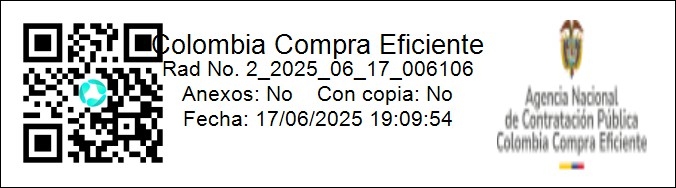 Colombia Compra Eficiente
Rad No. 2_2025_06_17_006106
Anexos: No    Con copia: No
Fecha: 17/06/2025 19:09:54
Agencia Nacional
de Contratación Pública
Colombia Compra Eficiente